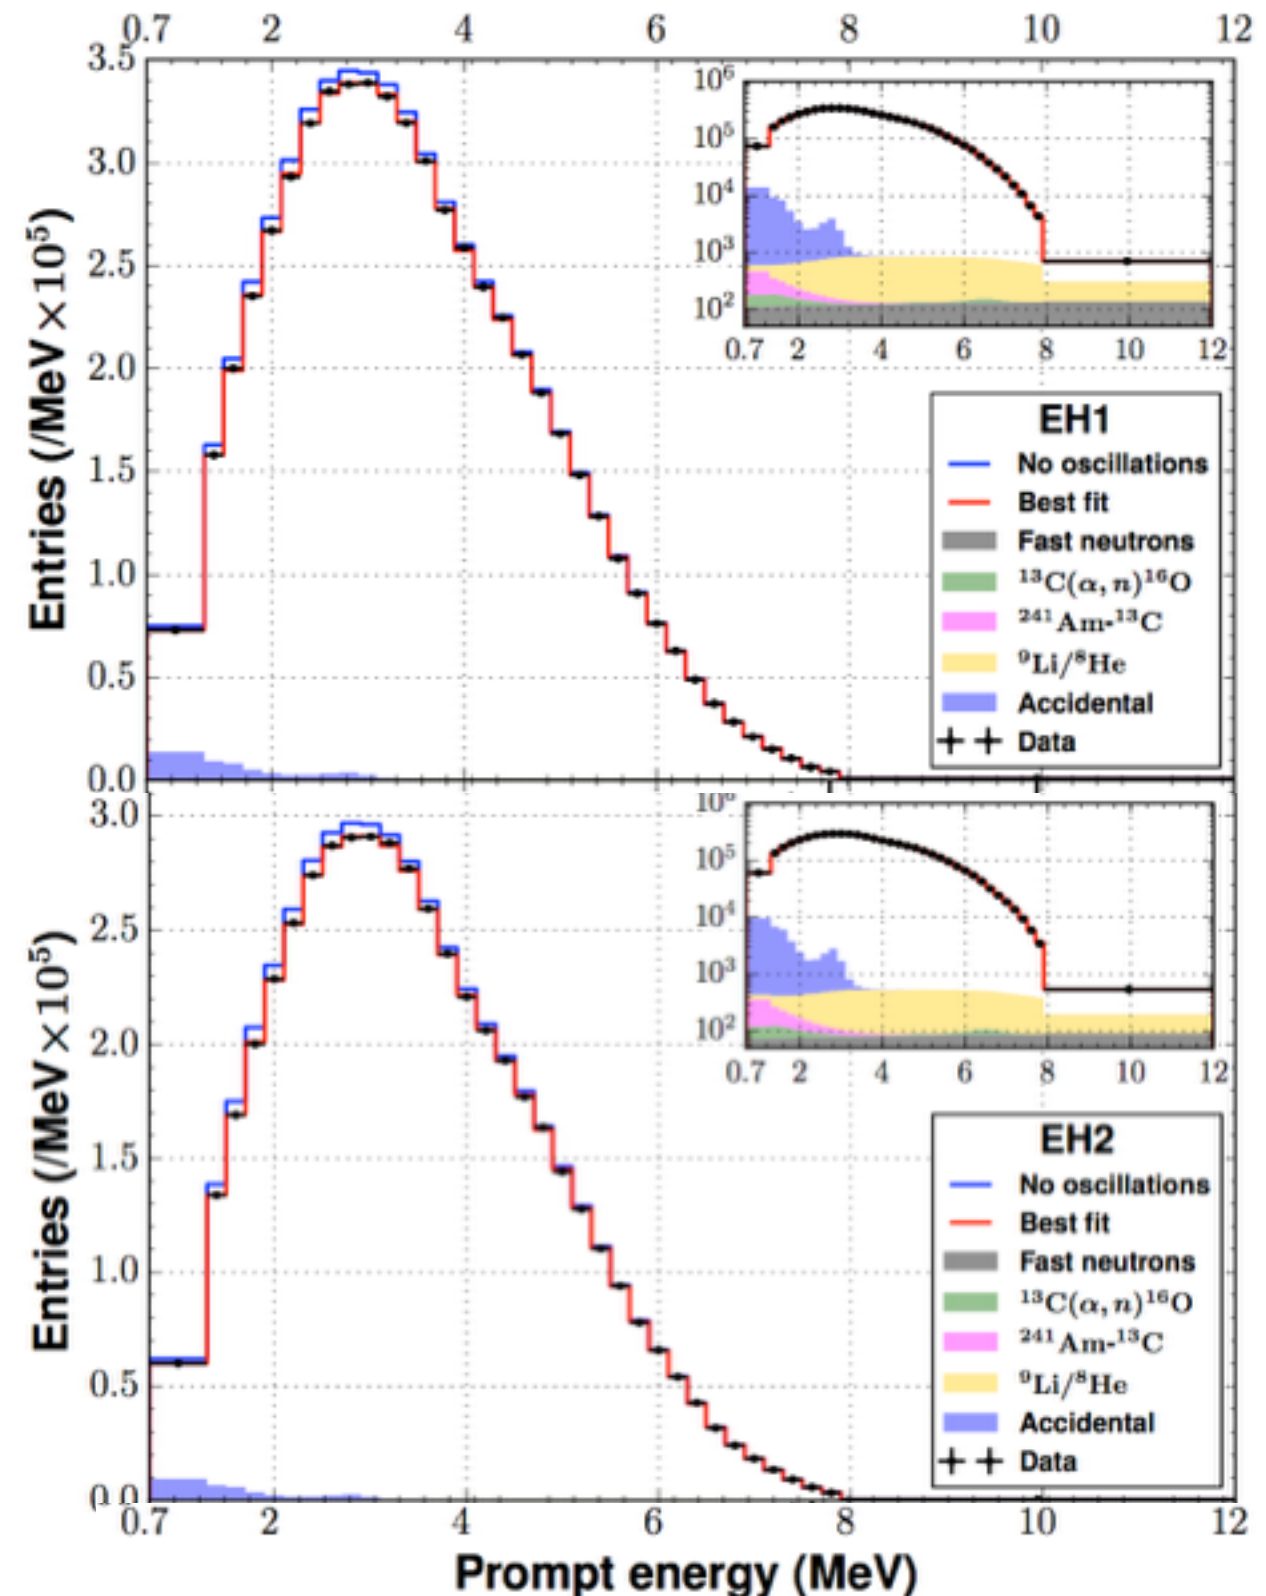 0.7 2 4 6 8 10 12
3.5
3.0
2.5
2.0
1.5
1.0
0.5
0.0
Entries (/MeV ×10⁵)
10⁶
10⁵
10⁴
10³
10²
0.7 2 4 6 8 10 12
EH1
No oscillations
Best fit
Fast neutrons
¹³C(α, n)¹⁶O
²⁴¹Am-¹³C
⁹Li/⁸He
Accidental
Data
3.0
2.5
2.0
1.5
1.0
0.5
0.0
Entries (/MeV ×10⁵)
10⁶
10⁵
10⁴
10³
10²
0.7 2 4 6 8 10 12
EH2
No oscillations
Best fit
Fast neutrons
¹³C(α, n)¹⁶O
²⁴¹Am-¹³C
⁹Li/⁸He
Accidental
Data
0.7 2 4 6 8 10 12
Prompt energy (MeV)